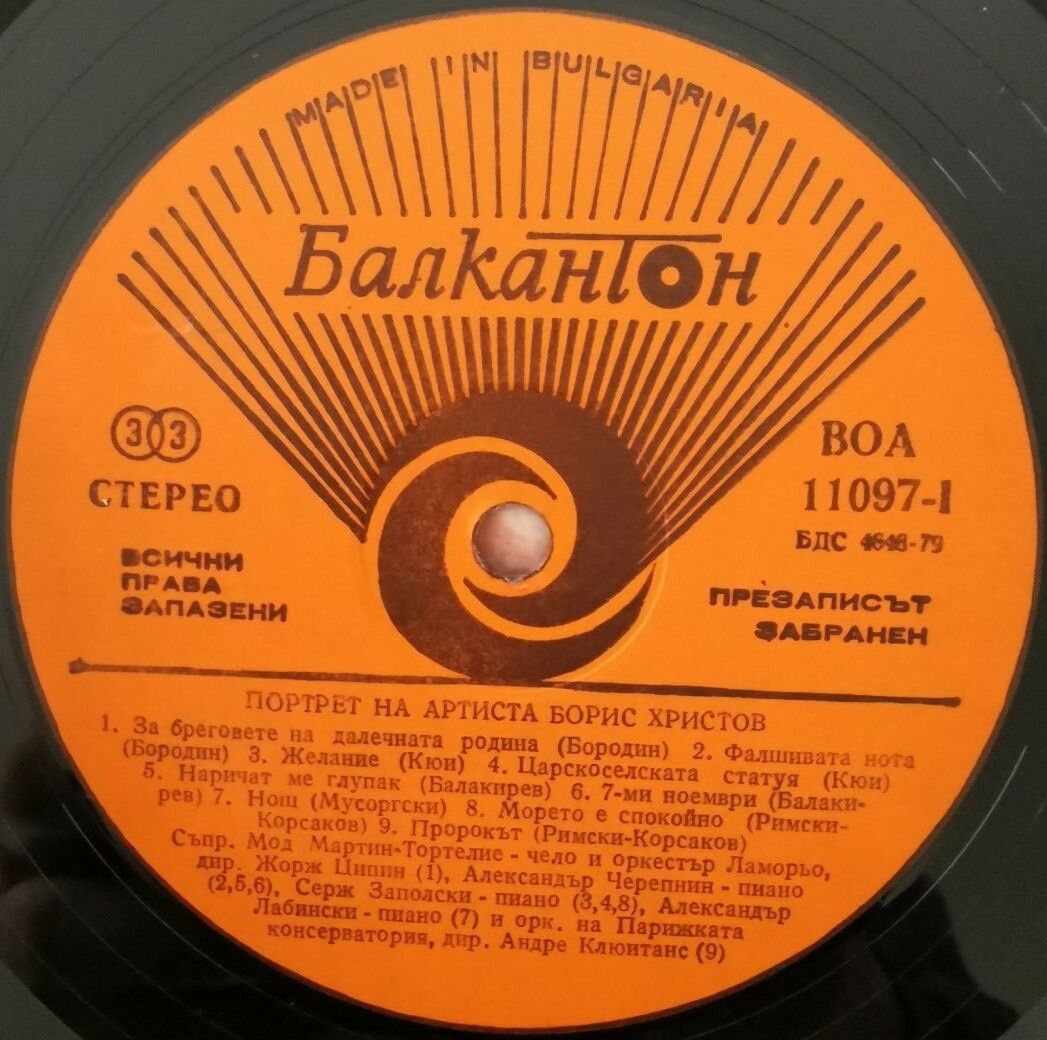 MADE IN BULGARIA
Балкантон
33
СТЕРЕО
ВСИЧКИ
ПРАВА
ЗАПАЗЕНИ
ВОА
11097-I
БДС 4648-79
ПРЕЗАПИСЪТ
ЗАБРАНЕН
ПОРТРЕТ НА АРТИСТА БОРИС ХРИСТОВ
1. За бреговете на далечната родина (Бородин) 2. Фалшивата нота
(Бородин) 3. Желание (Кюи) 4. Царскоселската статуя (Кюи)
5. Наричат ме глупак (Балакирев) 6. 7-ми ноември (Балаки-
рев) 7. Нощ (Мусоргски) 8. Морето е спокойно (Римски-
Корсаков) 9. Пророкът (Римски-Корсаков)
Съпр. Мод Мартин-Тортелие - чело и оркестър Ламорьо,
дир. Жорж Ципин (1), Александър Черепнин - пиано
(2,5,6), Серж Заполски - пиано (3,4,8), Александър
Лабински - пиано (7) и орк. на Парижката
консерватория, дир. Андре Клюитанс (9)